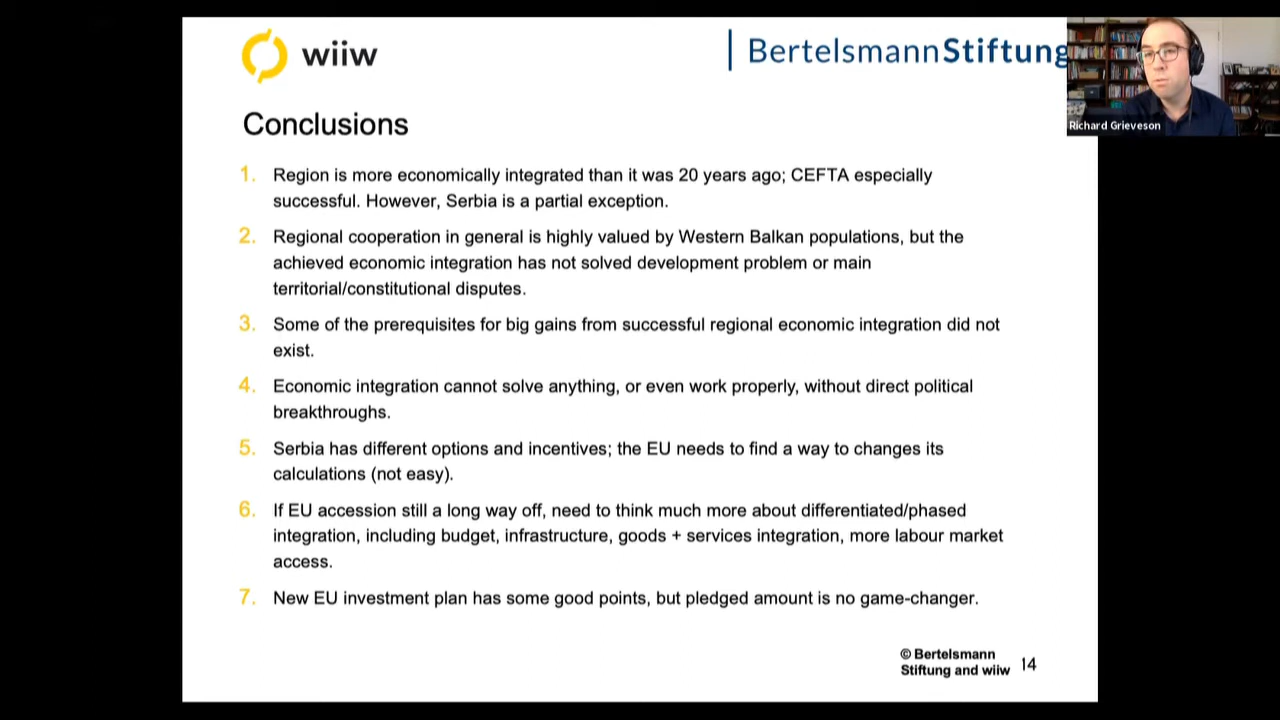 wiiw
BertelsmannStiftung
Richard Grieveson
Conclusions
1. Region is more economically integrated than it was 20 years ago; CEFTA especially
successful. However, Serbia is a partial exception.
2. Regional cooperation in general is highly valued by Western Balkan populations, but the
achieved economic integration has not solved development problem or main
territorial/constitutional disputes.
3. Some of the prerequisites for big gains from successful regional economic integration did not
exist.
4. Economic integration cannot solve anything, or even work properly, without direct political
breakthroughs.
5. Serbia has different options and incentives; the EU needs to find a way to changes its
calculations (not easy).
6. If EU accession still a long way off, need to think much more about differentiated/phased
integration, including budget, infrastructure, goods + services integration, more labour market
access.
7. New EU investment plan has some good points, but pledged amount is no game-changer.
© Bertelsmann
Stiftung and wiiw
14